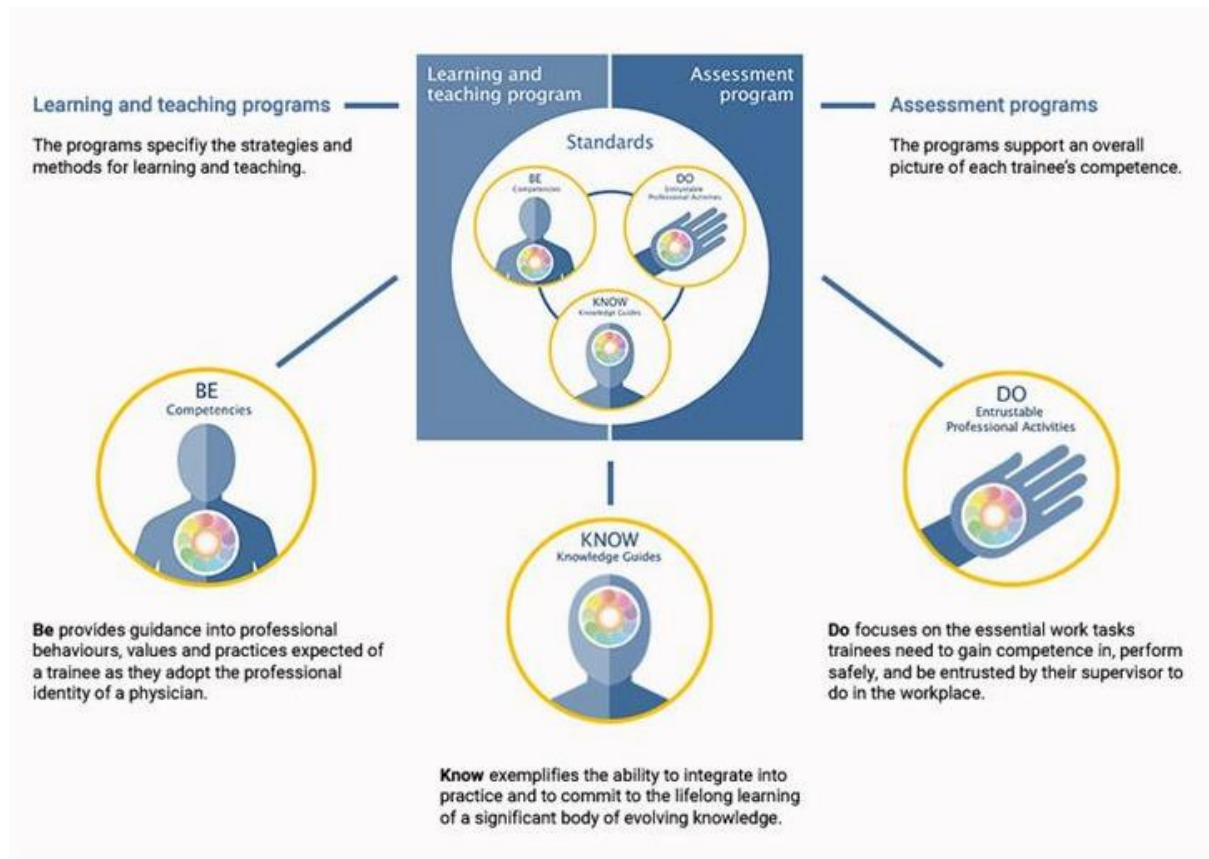 Learning and
teaching program
Assessment
program
Learning and teaching programs
The programs specifiy the strategies and
methods for learning and teaching.
Assessment programs
The programs support an overall
picture of each trainee's competence.
Standards
BE
Competencies
DO
Entrustable
Professional Activities
KNOW
Knowledge Guides
BE
Competencies
Be provides guidance into professional
behaviours, values and practices expected of
a trainee as they adopt the professional
identity of a physician.
KNOW
Knowledge Guides
Know exemplifies the ability to integrate into
practice and to commit to the lifelong learning
of a significant body of evolving knowledge.
DO
Entrustable
Professional Activities
Do focuses on the essential work tasks
trainees need to gain competence in, perform
safely, and be entrusted by their supervisor to
do in the workplace.